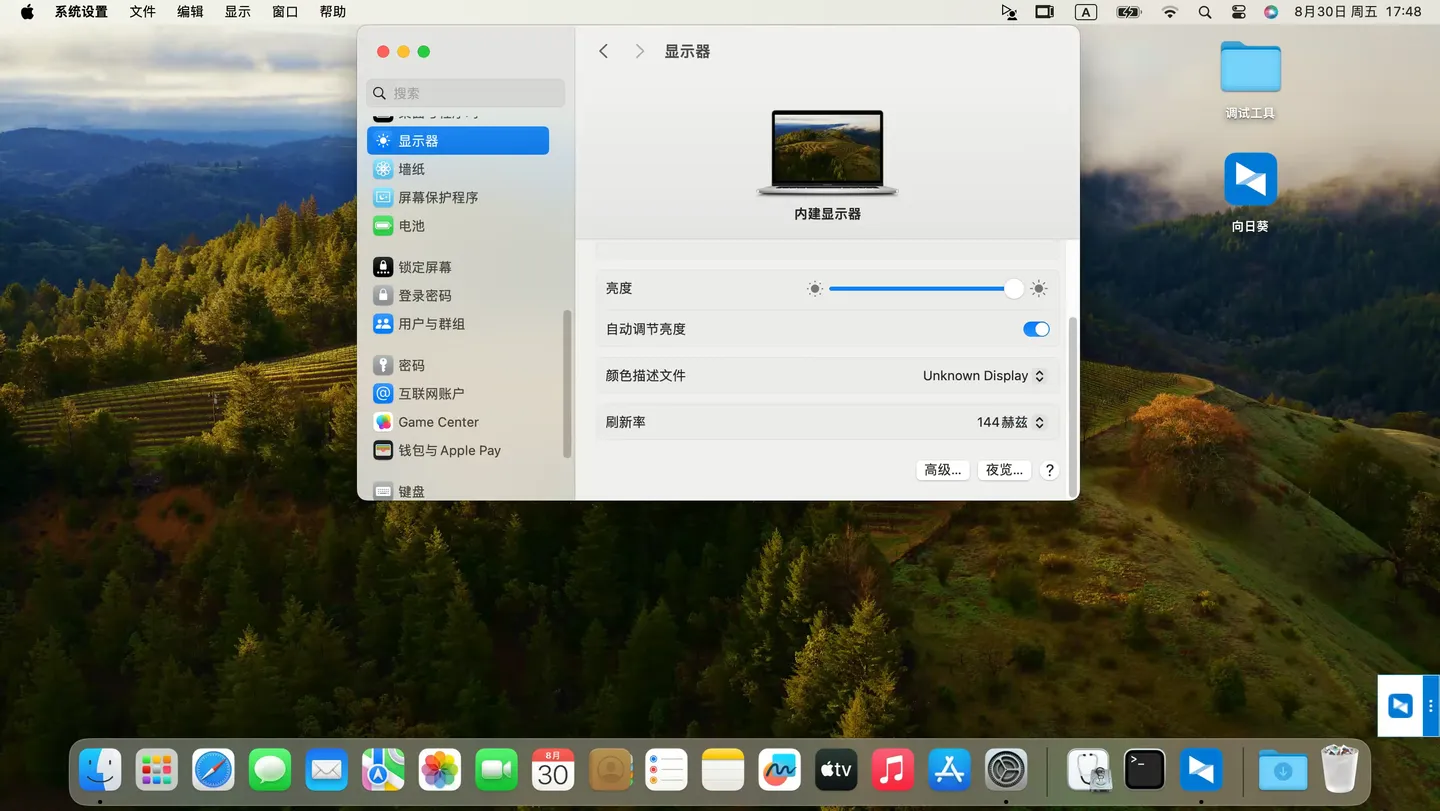 系统设置 文件 编辑 显示 窗口 帮助 A 8月30日 周五 17:48
搜索
显示器
墙纸
屏幕保护程序
电池
锁定屏幕
登录密码
用户与群组
密码
互联网账户
Game Center
钱包与 Apple Pay
键盘
显示器
内建显示器
亮度
自动调节亮度
颜色描述文件 Unknown Display
刷新率 144赫兹
高级... 夜览... ?
调试工具
向日葵
8月
30
tv
>_